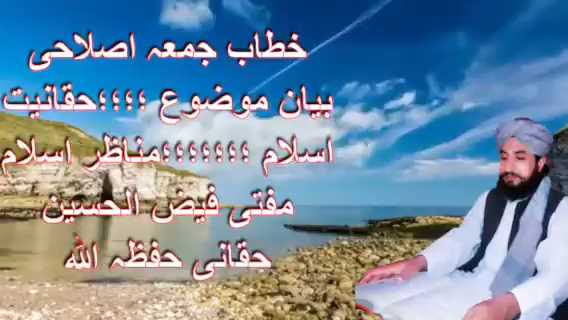 خطاب جمعہ اصلاحی
بیان موضوع ؛؛؛؛حقانیت
اسلام ؛؛؛؛؛؛؛مناظر اسلام
مفتی فیض الحسین
حقانی حفظہ اللہ